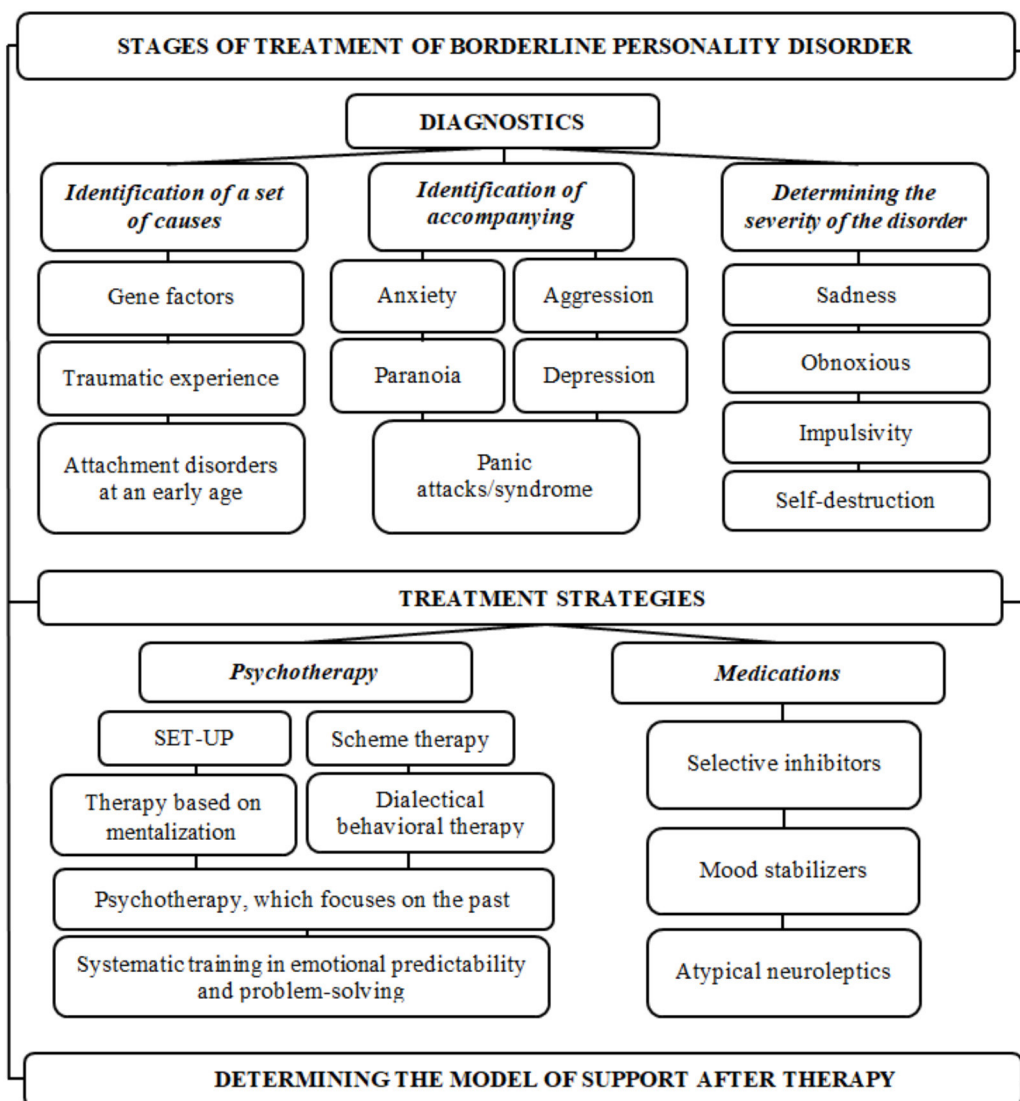 STAGES OF TREATMENT OF BORDERLINE PERSONALITY DISORDER
DIAGNOSTICS
Identification of a set
of causes
Gene factors
Traumatic experience
Attachment disorders
at an early age
Identification of
accompanying
Anxiety
Aggression
Paranoia
Depression
Panic
attacks/syndrome
Determining the
severity of the disorder
Sadness
Obnoxious
Impulsivity
Self-destruction
TREATMENT STRATEGIES
Psychotherapy
SET-UP
Scheme therapy
Therapy based on
mentalization
Dialectical
behavioral therapy
Psychotherapy, which focuses on the past
Systematic training in emotional predictability
and problem-solving
Medications
Selective inhibitors
Mood stabilizers
Atypical neuroleptics
DETERMINING THE MODEL OF SUPPORT AFTER THERAPY